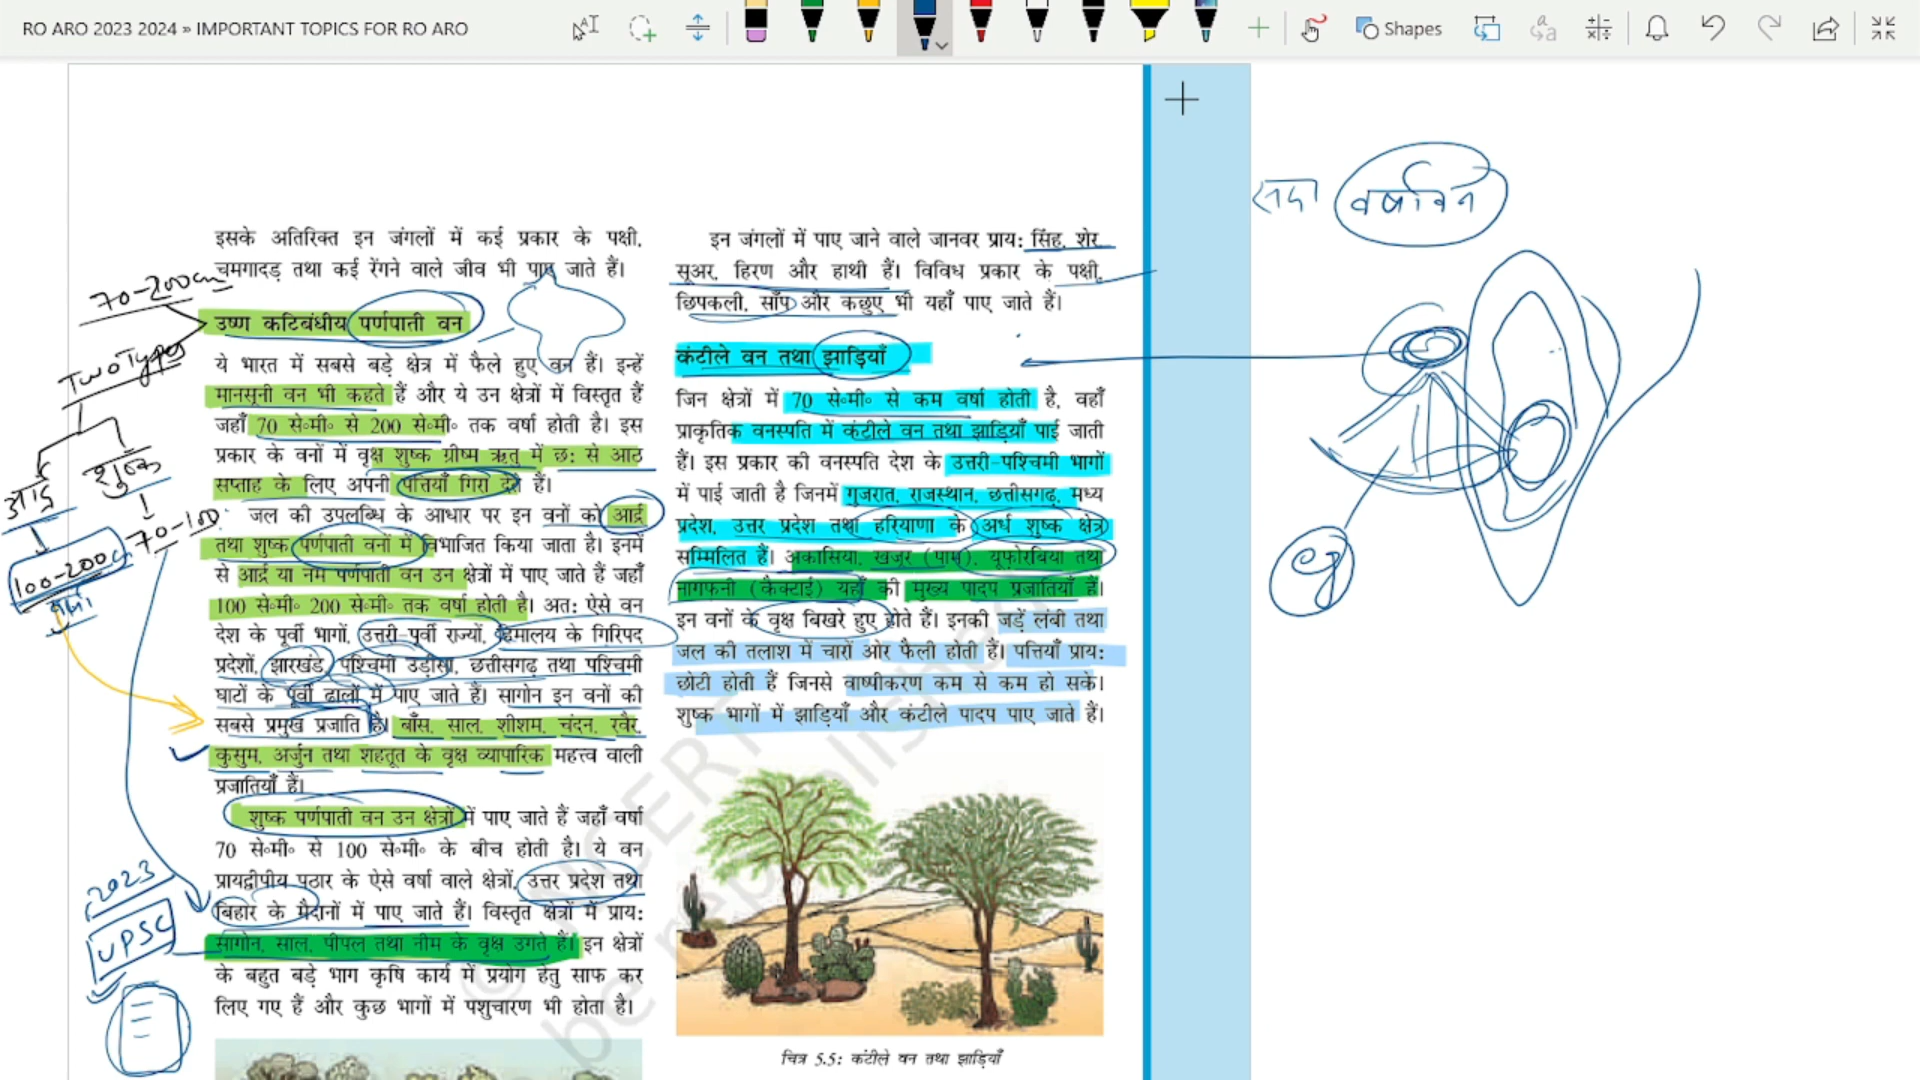 RO ARO 2023 2024 » IMPORTANT TOPICS FOR RO ARO
Shapes
इसके अतिरिक्त इन जंगलों में कई प्रकार के पक्षी,
चमगादड़ तथा कई रेंगने वाले जीव भी पाए जाते हैं।
70-200cm
उष्ण कटिबंधीय पर्णपाती वन
Two Types
ये भारत में सबसे बड़े क्षेत्र में फैले हुए वन हैं। इन्हें
मानसूनी वन भी कहते हैं और ये उन क्षेत्रों में विस्तृत हैं
जहाँ 70 से॰मी॰ से 200 से॰मी॰ तक वर्षा होती है। इस
प्रकार के वनों में वृक्ष शुष्क ग्रीष्म ऋतु में छः से आठ
सप्ताह के लिए अपनी पत्तियाँ गिरा देते हैं।
आर्द्र
शुष्क
70-100
100-200cm
वर्षा
जल की उपलब्धि के आधार पर इन वनों को आर्द्र
तथा शुष्क पर्णपाती वनों में विभाजित किया जाता है। इनमें
से आर्द्र या नम पर्णपाती वन उन क्षेत्रों में पाए जाते हैं जहाँ
100 से॰मी॰ 200 से॰मी॰ तक वर्षा होती है। अतः ऐसे वन
देश के पूर्वी भागों, उत्तरी-पूर्वी राज्यों, हिमालय के गिरिपद
प्रदेशों, झारखंड, पश्चिमी उड़ीसा, छत्तीसगढ़ तथा पश्चिमी
घाटों के पूर्वी ढालों में पाए जाते हैं। सागोन इन वनों की
सबसे प्रमुख प्रजाति है। बाँस, साल, शीशम, चंदन, रवैर,
कुसुम, अर्जुन तथा शहतूत के वृक्ष व्यापारिक महत्त्व वाली
प्रजातियाँ हैं।
शुष्क पर्णपाती वन उन क्षेत्रों में पाए जाते हैं जहाँ वर्षा
70 से॰मी॰ से 100 से॰मी॰ के बीच होती है। ये वन
प्रायद्वीपीय पठार के ऐसे वर्षा वाले क्षेत्रों, उत्तर प्रदेश तथा
बिहार के मैदानों में पाए जाते हैं। विस्तृत क्षेत्रों में प्रायः
सागोन, साल, पीपल तथा नीम के वृक्ष उगते हैं। इन क्षेत्रों
के बहुत बड़े भाग कृषि कार्य में प्रयोग हेतु साफ कर
लिए गए हैं और कुछ भागों में पशुचारण भी होता है।
2023
UPSC
इन जंगलों में पाए जाने वाले जानवर प्रायः सिंह, शेर,
सूअर, हिरण और हाथी हैं। विविध प्रकार के पक्षी,
छिपकली, साँप और कछुए भी यहाँ पाए जाते हैं।
कंटीले वन तथा झाड़ियाँ
जिन क्षेत्रों में 70 से॰मी॰ से कम वर्षा होती है, वहाँ
प्राकृतिक वनस्पति में कंटीले वन तथा झाड़ियाँ पाई जाती
हैं। इस प्रकार की वनस्पति देश के उत्तरी-पश्चिमी भागों
में पाई जाती है जिनमें गुजरात, राजस्थान, छत्तीसगढ़, मध्य
प्रदेश, उत्तर प्रदेश तथा हरियाणा के अर्ध शुष्क क्षेत्र
सम्मिलित हैं। अकासिया, खजूर (पाम), यूफोरबिया तथा
नागफनी (कैक्टाई) यहाँ की मुख्य पादप प्रजातियाँ हैं।
इन वनों के वृक्ष बिखरे हुए होते हैं। इनकी जड़ें लंबी तथा
जल की तलाश में चारों ओर फैली होती हैं। पत्तियाँ प्रायः
छोटी होती हैं जिनसे वाष्पीकरण कम से कम हो सके।
शुष्क भागों में झाड़ियाँ और कंटीले पादप पाए जाते हैं।
चित्र 5.5: कंटीले वन तथा झाड़ियाँ
सदा वर्षावन
© NCERT
be republished